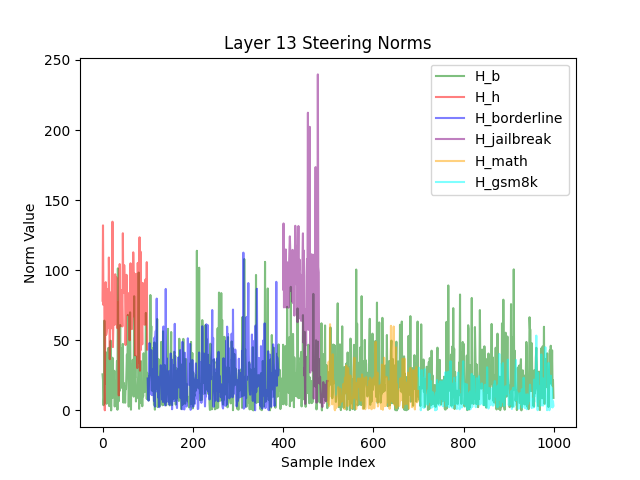 Layer 13 Steering Norms
250
200
150
100
50
0
Norm Value
H_b
H_h
H_borderline
H_jailbreak
H_math
H_gsm8k
0 200 400 600 800 1000
Sample Index